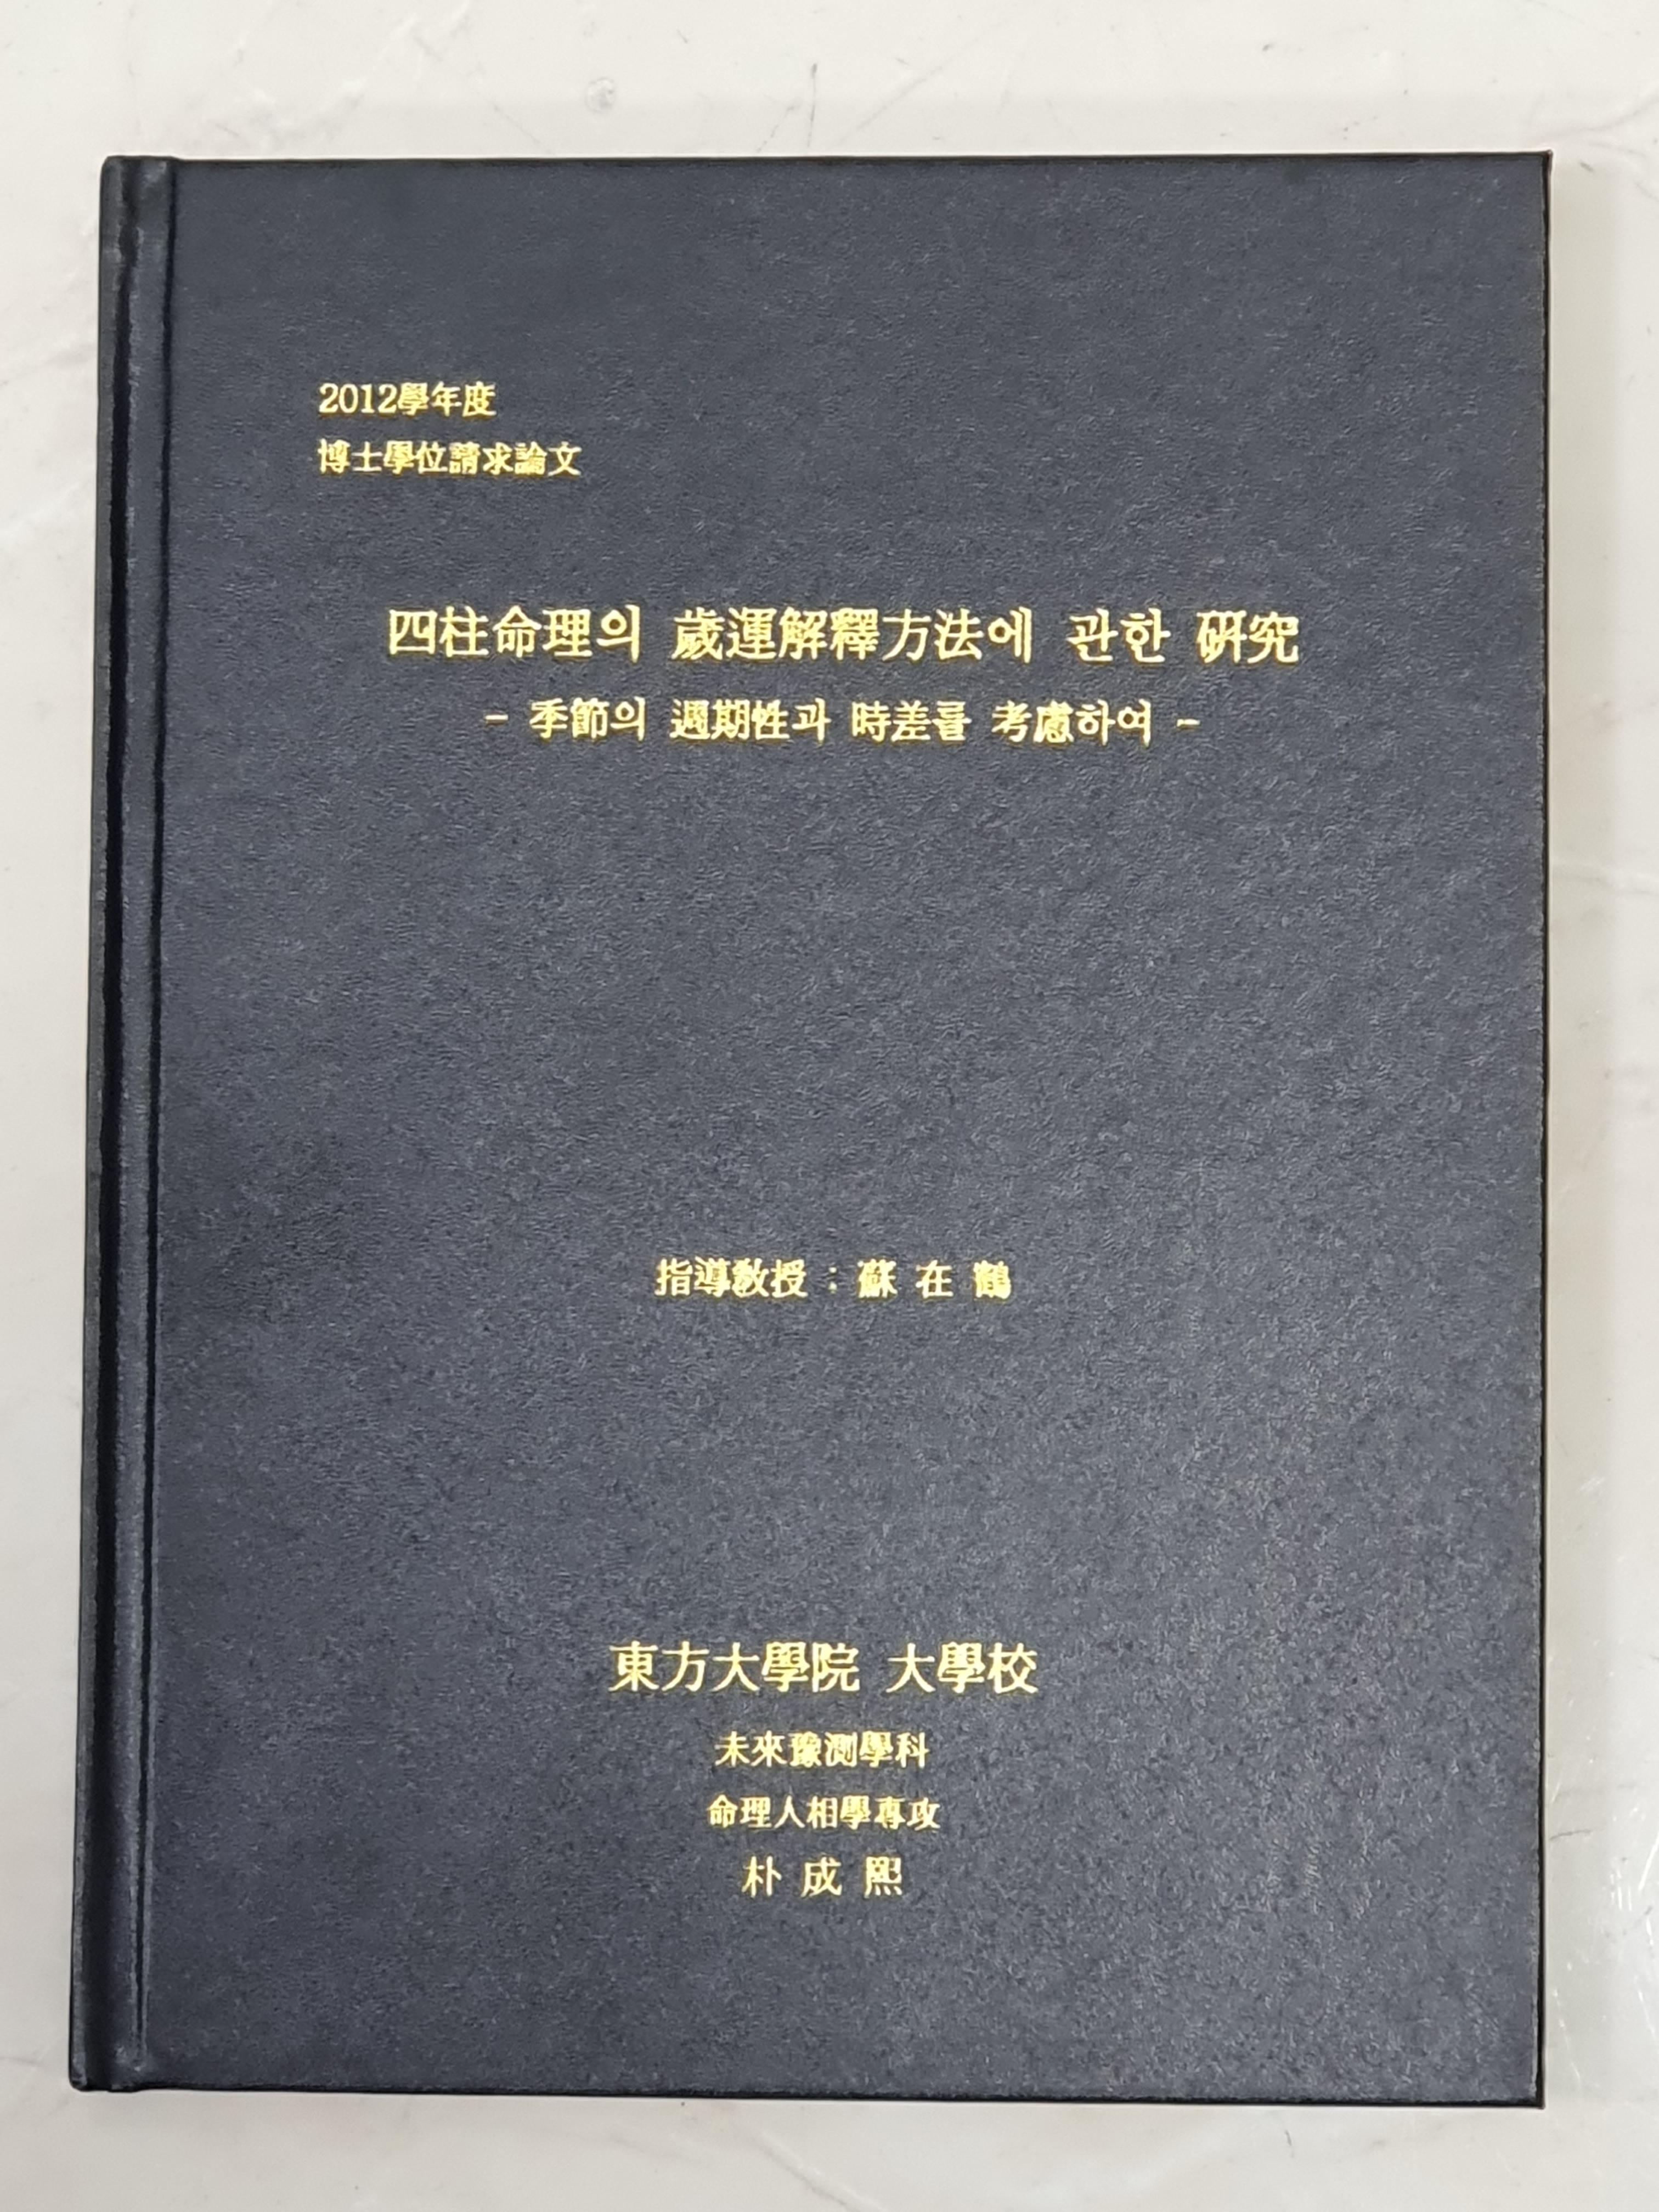 2012學年度
博士學位請求論文
四柱命理의 歲運解釋方法에 관한 硏究
- 季節의 週期性과 時差를 考慮하여 -
指導敎授 : 蘇 在 鶴
東方大學院 大學校
未來豫測學科
命理人相學專攻
朴 成 熙